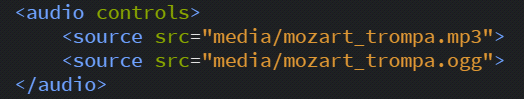 <audio controls>
    <source src="media/mozart_trompa.mp3">
    <source src="media/mozart_trompa.ogg">
</audio>